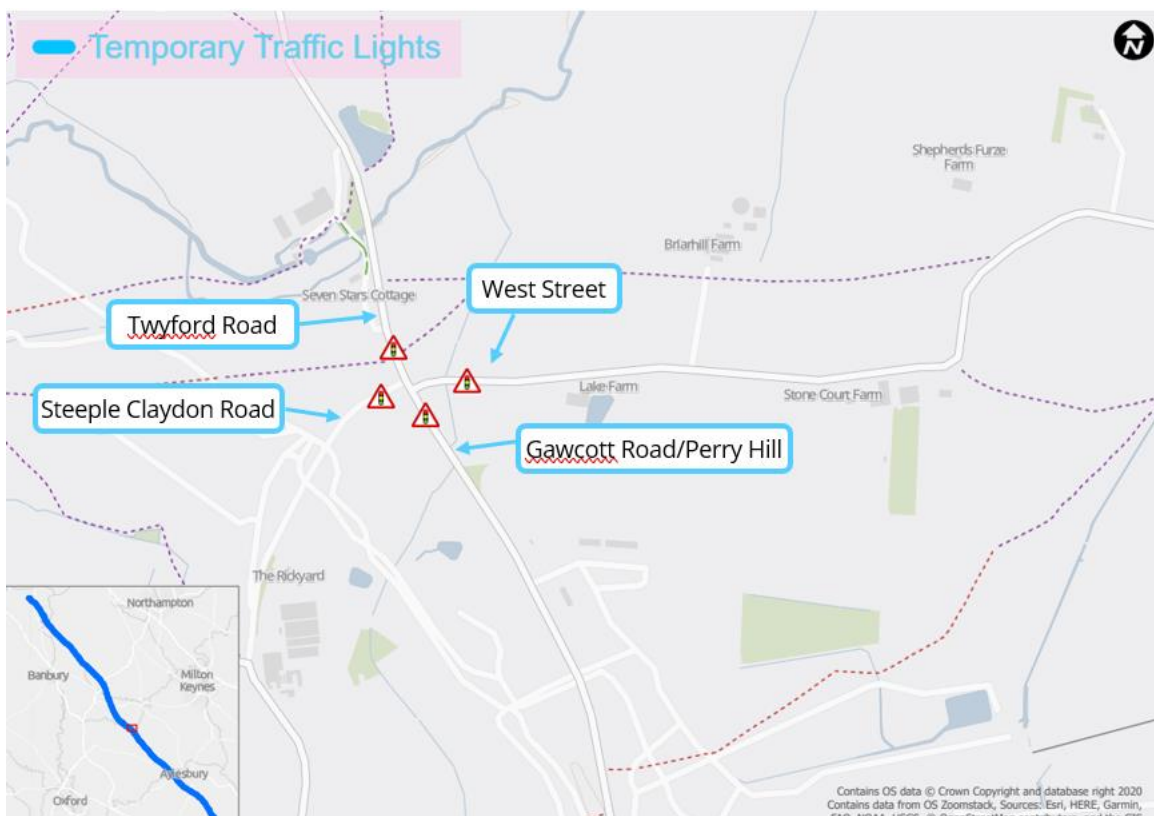 Temporary Traffic Lights
N
Shepherds Furze
Farm
Briarhill Farm
West Street
Seven Stars Cottage
Twyford Road
Lake Farm
Stone Court Farm
Steeple Claydon Road
Gawcott Road/Perry Hill
The Rickyard
Northampton
Banbury
Milton
Keynes
Aylesbury
Oxford
Contains OS data © Crown Copyright and database right 2020
Contains data from OS Zoomstack, Sources: Esri, HERE, Garmin,